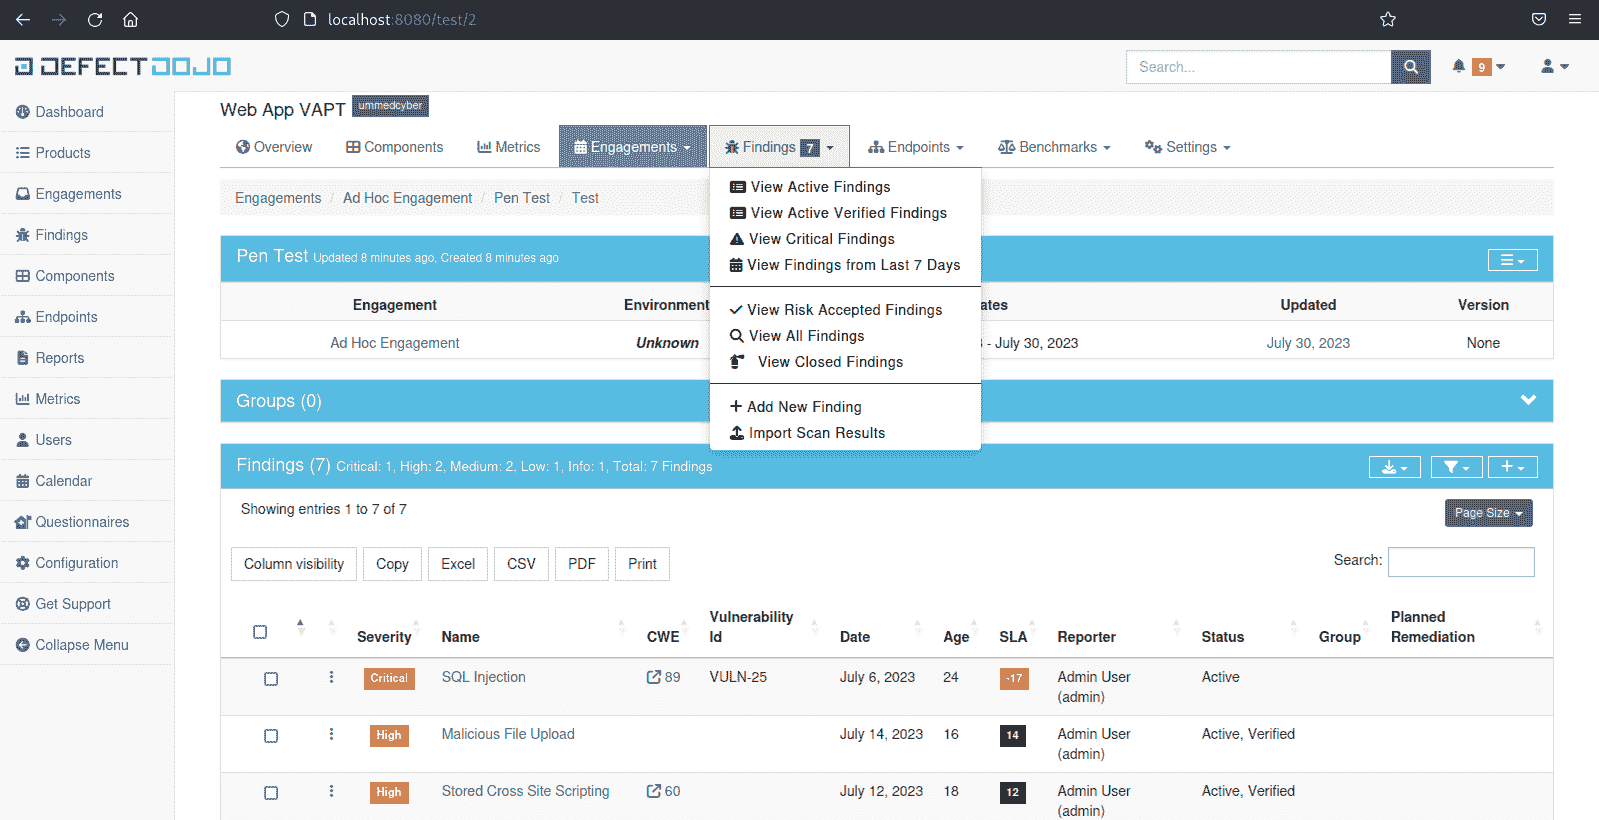 localhost:8080/test/2
DEFECTDOJO
Search...
9
Dashboard
Products
Engagements
Findings
Components
Endpoints
Reports
Metrics
Users
Calendar
Questionnaires
Configuration
Get Support
Collapse Menu
Web App VAPT ummedcyber
Overview Components Metrics Engagements Findings 7 Endpoints Benchmarks Settings
View Active Findings
View Active Verified Findings
View Critical Findings
View Findings from Last 7 Days
View Risk Accepted Findings
View All Findings
View Closed Findings
Add New Finding
Import Scan Results
Engagements / Ad Hoc Engagement / Pen Test / Test
Pen Test Updated 8 minutes ago, Created 8 minutes ago
Engagement Environment ates Updated Version
Ad Hoc Engagement Unknown - July 30, 2023 July 30, 2023 None
Groups (0)
Findings (7) Critical: 1, High: 2, Medium: 2, Low: 1, Info: 1, Total: 7 Findings
Showing entries 1 to 7 of 7
Page Size
Column visibility Copy Excel CSV PDF Print
Search:
Severity Name CWE Vulnerability Id Date Age SLA Reporter Status Group Planned Remediation
Critical SQL Injection 89 VULN-25 July 6, 2023 24 -17 Admin User Active
(admin)
High Malicious File Upload July 14, 2023 16 14 Admin User Active, Verified
(admin)
High Stored Cross Site Scripting 60 July 12, 2023 18 12 Admin User Active, Verified
(admin)